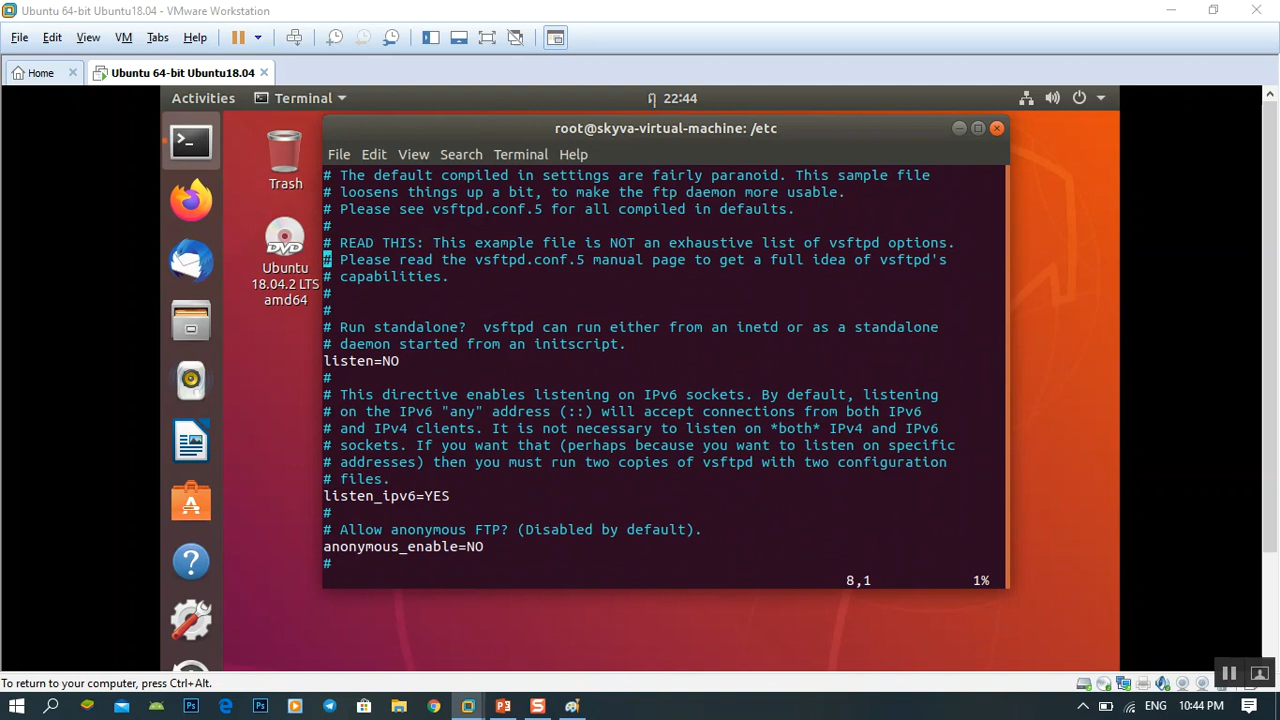 Ubuntu 64-bit Ubuntu18.04 - VMware Workstation
File Edit View VM Tabs Help
Home
Ubuntu 64-bit Ubuntu18.04
Activities
Terminal
22:44
root@skyva-virtual-machine: /etc
File Edit View Search Terminal Help
Trash
Ubuntu
18.04.2 LTS
amd64
# The default compiled in settings are fairly paranoid. This sample file
# loosens things up a bit, to make the ftp daemon more usable.
# Please see vsftpd.conf.5 for all compiled in defaults.
#
# READ THIS: This example file is NOT an exhaustive list of vsftpd options.
# Please read the vsftpd.conf.5 manual page to get a full idea of vsftpd's
# capabilities.
#
#
# Run standalone?  vsftpd can run either from an inetd or as a standalone
# daemon started from an initscript.
listen=NO
#
# This directive enables listening on IPv6 sockets. By default, listening
# on the IPv6 "any" address (::) will accept connections from both IPv6
# and IPv4 clients. It is not necessary to listen on *both* IPv4 and IPv6
# sockets. If you want that (perhaps because you want to listen on specific
# addresses) then you must run two copies of vsftpd with two configuration
# files.
listen_ipv6=YES
#
# Allow anonymous FTP? (Disabled by default).
anonymous_enable=NO
#
8,1 1%
To return to your computer, press Ctrl+Alt.
ENG 10:44 PM